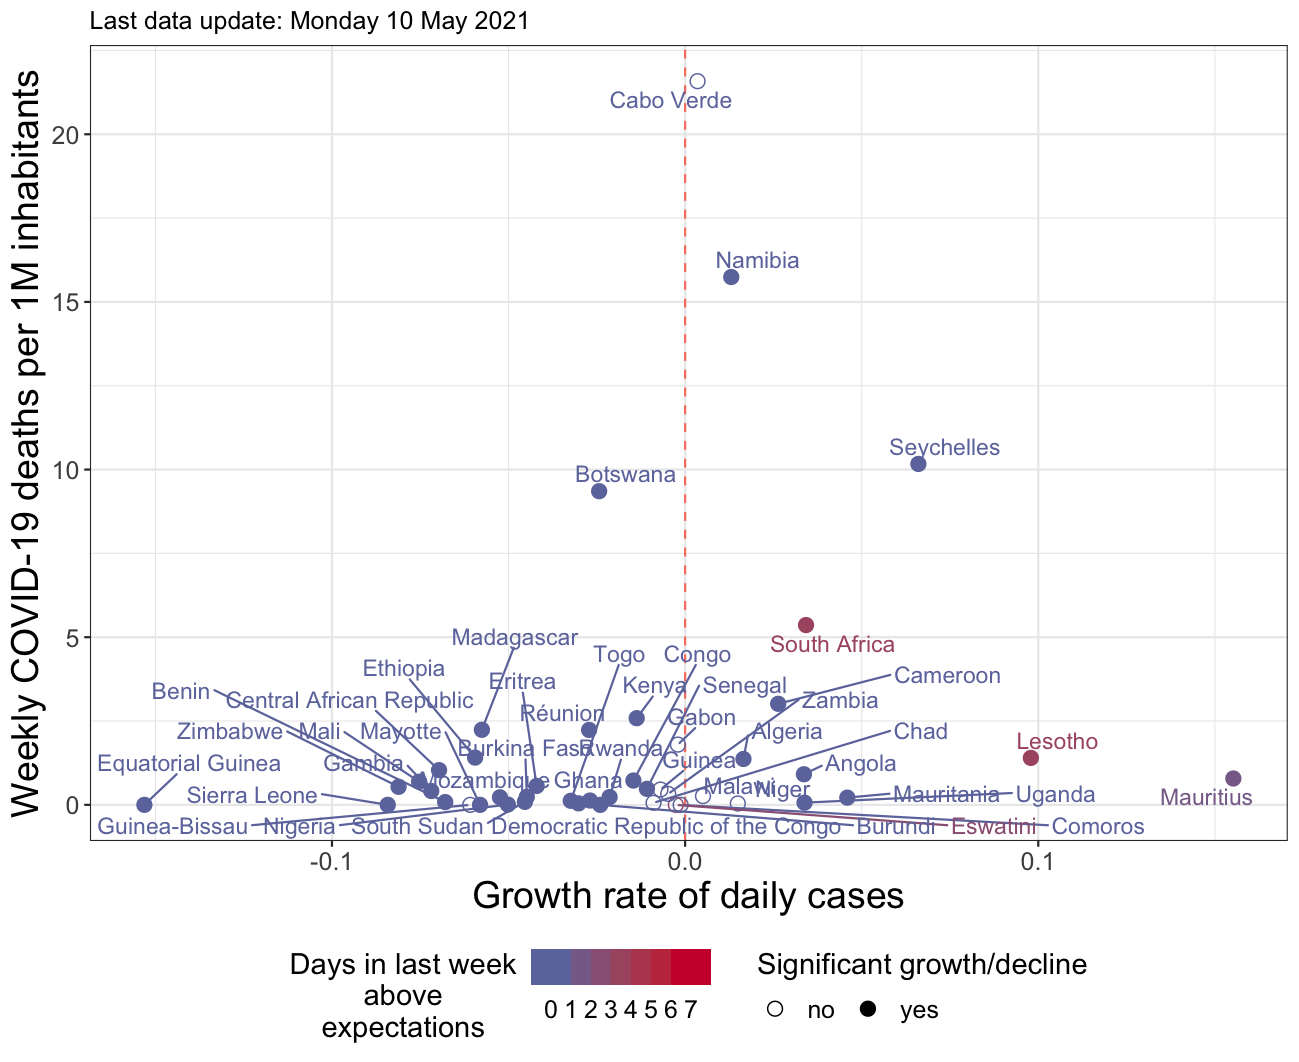 Last data update: Monday 10 May 2021
Weekly COVID-19 deaths per 1M inhabitants
20
15
10
5
0
Cabo Verde
Namibia
Seychelles
Botswana
South Africa
Madagascar
Togo Congo
Ethiopia Eritrea Kenya Senegal Cameroon
Benin Central African Republic Réunion Gabon Zambia
Zimbabwe Mali Mayotte Algeria Chad
Burkina Faso Rwanda Lesotho
Equatorial Guinea Gambia Guinea Angola
Mozambique Ghana Malawi Niger
Sierra Leone Mauritania Uganda Mauritius
Guinea-Bissau Nigeria South Sudan Democratic Republic of the Congo Burundi Eswatini Comoros
-0.1 0.0 0.1
Growth rate of daily cases
Days in last week
above
expectations
0 1 2 3 4 5 6 7
Significant growth/decline
no yes